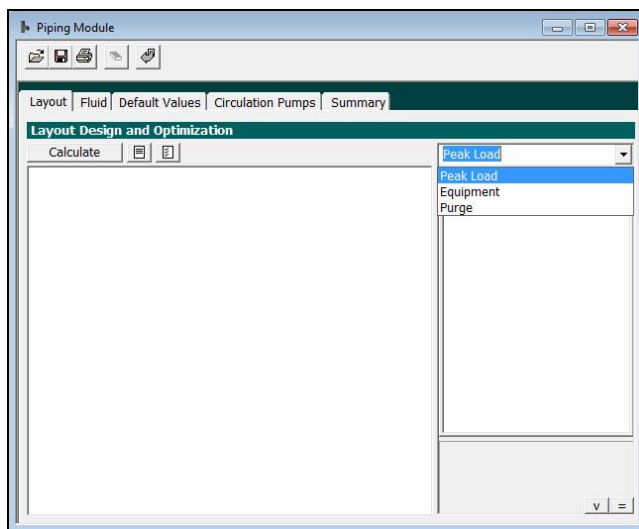 Piping Module
Layout Fluid Default Values Circulation Pumps Summary
Layout Design and Optimization
Calculate
Peak Load
Peak Load
Equipment
Purge
v =